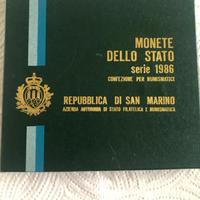 MONETE
DELLO STATO
serie 1986
CONFEZIONE PER NUMISMATICI
REPUBBLICA DI SAN MARINO
AZIENDA AUTONOMA DI STATO FILATELICA E NUMISMATICA